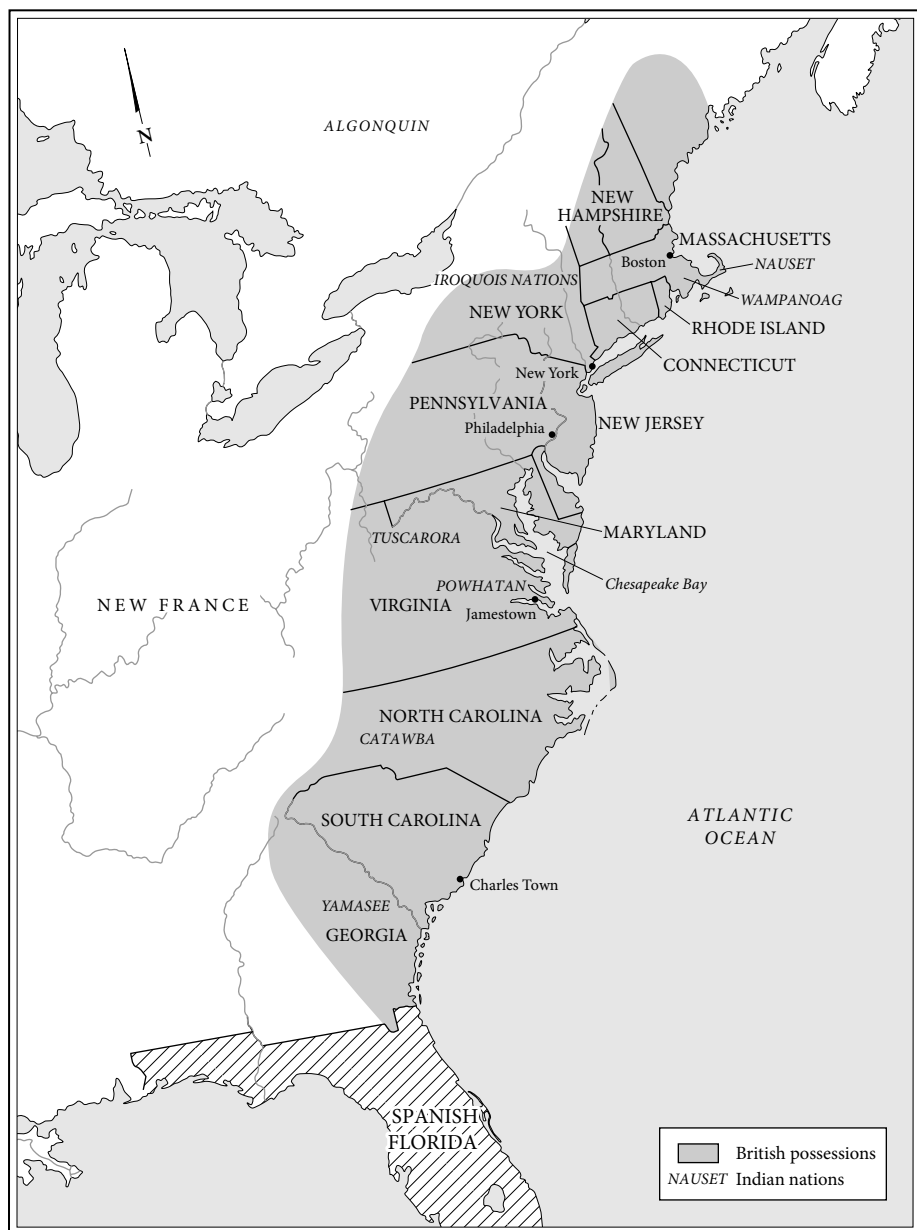 N
ALGONQUIN
NEW
HAMPSHIRE
MASSACHUSETTS
Boston
NAUSET
IROQUOIS NATIONS
WAMPANOAG
NEW YORK
RHODE ISLAND
CONNECTICUT
New York
PENNSYLVANIA
Philadelphia
NEW JERSEY
MARYLAND
TUSCARORA
Chesapeake Bay
POWHATAN
NEW FRANCE
VIRGINIA
Jamestown
NORTH CAROLINA
CATAWBA
SOUTH CAROLINA
ATLANTIC
OCEAN
Charles Town
YAMASEE
GEORGIA
SPANISH
FLORIDA
British possessions
NAUSET Indian nations